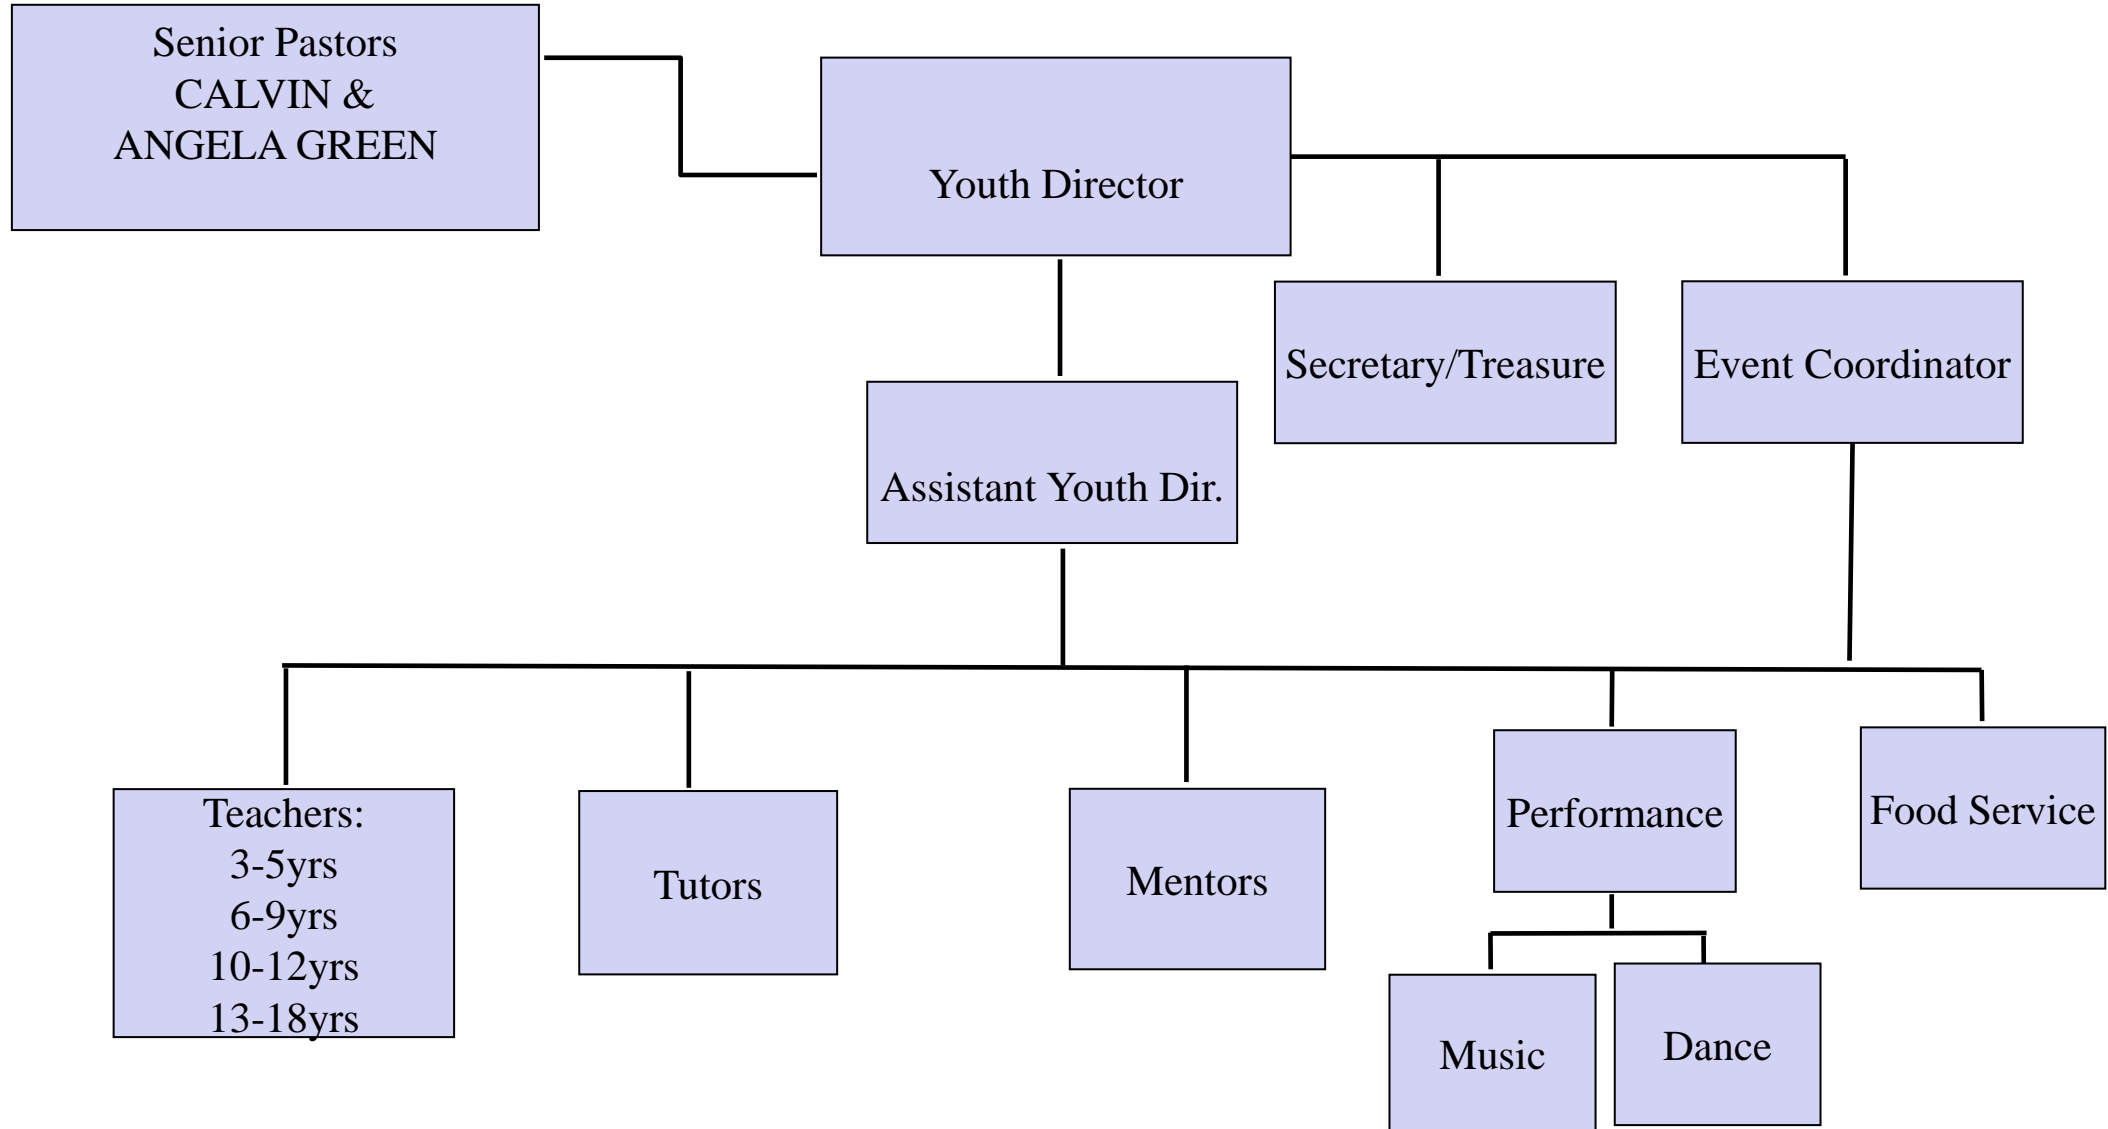 Senior Pastors
CALVIN &
ANGELA GREEN
Youth Director
Secretary/Treasure
Event Coordinator
Assistant Youth Dir.
Teachers:
3-5yrs
6-9yrs
10-12yrs
13-18yrs
Tutors
Mentors
Performance
Food Service
Music
Dance